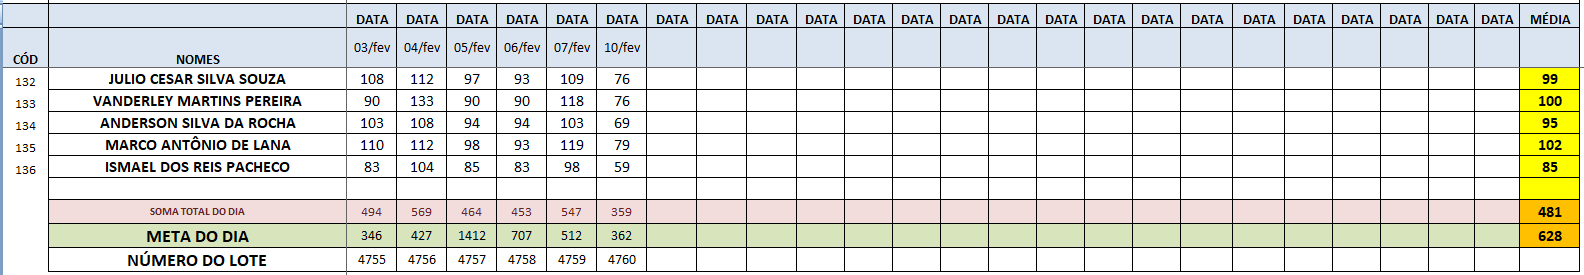 DATA DATA DATA DATA DATA DATA DATA DATA DATA DATA DATA DATA DATA DATA DATA DATA DATA DATA DATA DATA DATA DATA DATA DATA MÉDIA
CÓD NOMES 03/fev 04/fev 05/fev 06/fev 07/fev 10/fev
132 JULIO CESAR SILVA SOUZA 108 112 97 93 109 76 99
133 VANDERLEY MARTINS PEREIRA 90 133 90 90 118 76 100
134 ANDERSON SILVA DA ROCHA 103 108 94 94 103 69 95
135 MARCO ANTÔNIO DE LANA 110 112 98 93 119 79 102
136 ISMAEL DOS REIS PACHECO 83 104 85 83 98 59 85
SOMA TOTAL DO DIA 494 569 464 453 547 359 481
META DO DIA 346 427 1412 707 512 362 628
NÚMERO DO LOTE 4755 4756 4757 4758 4759 4760